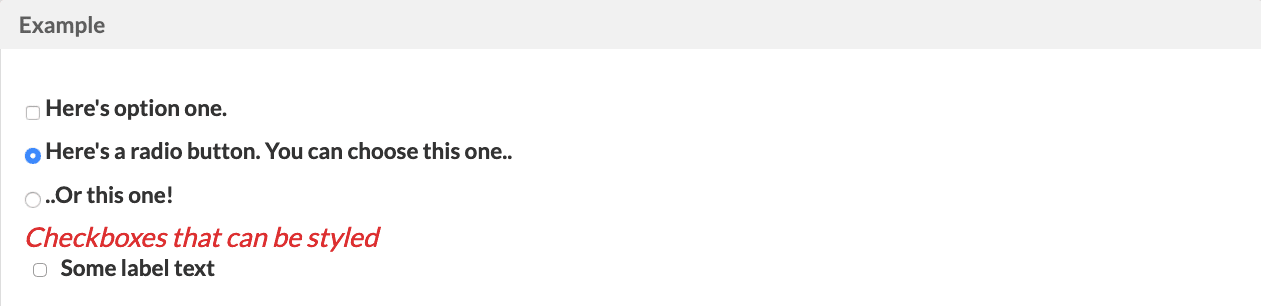 Example
Here's option one.
Here's a radio button. You can choose this one..
..Or this one!
Checkboxes that can be styled
Some label text